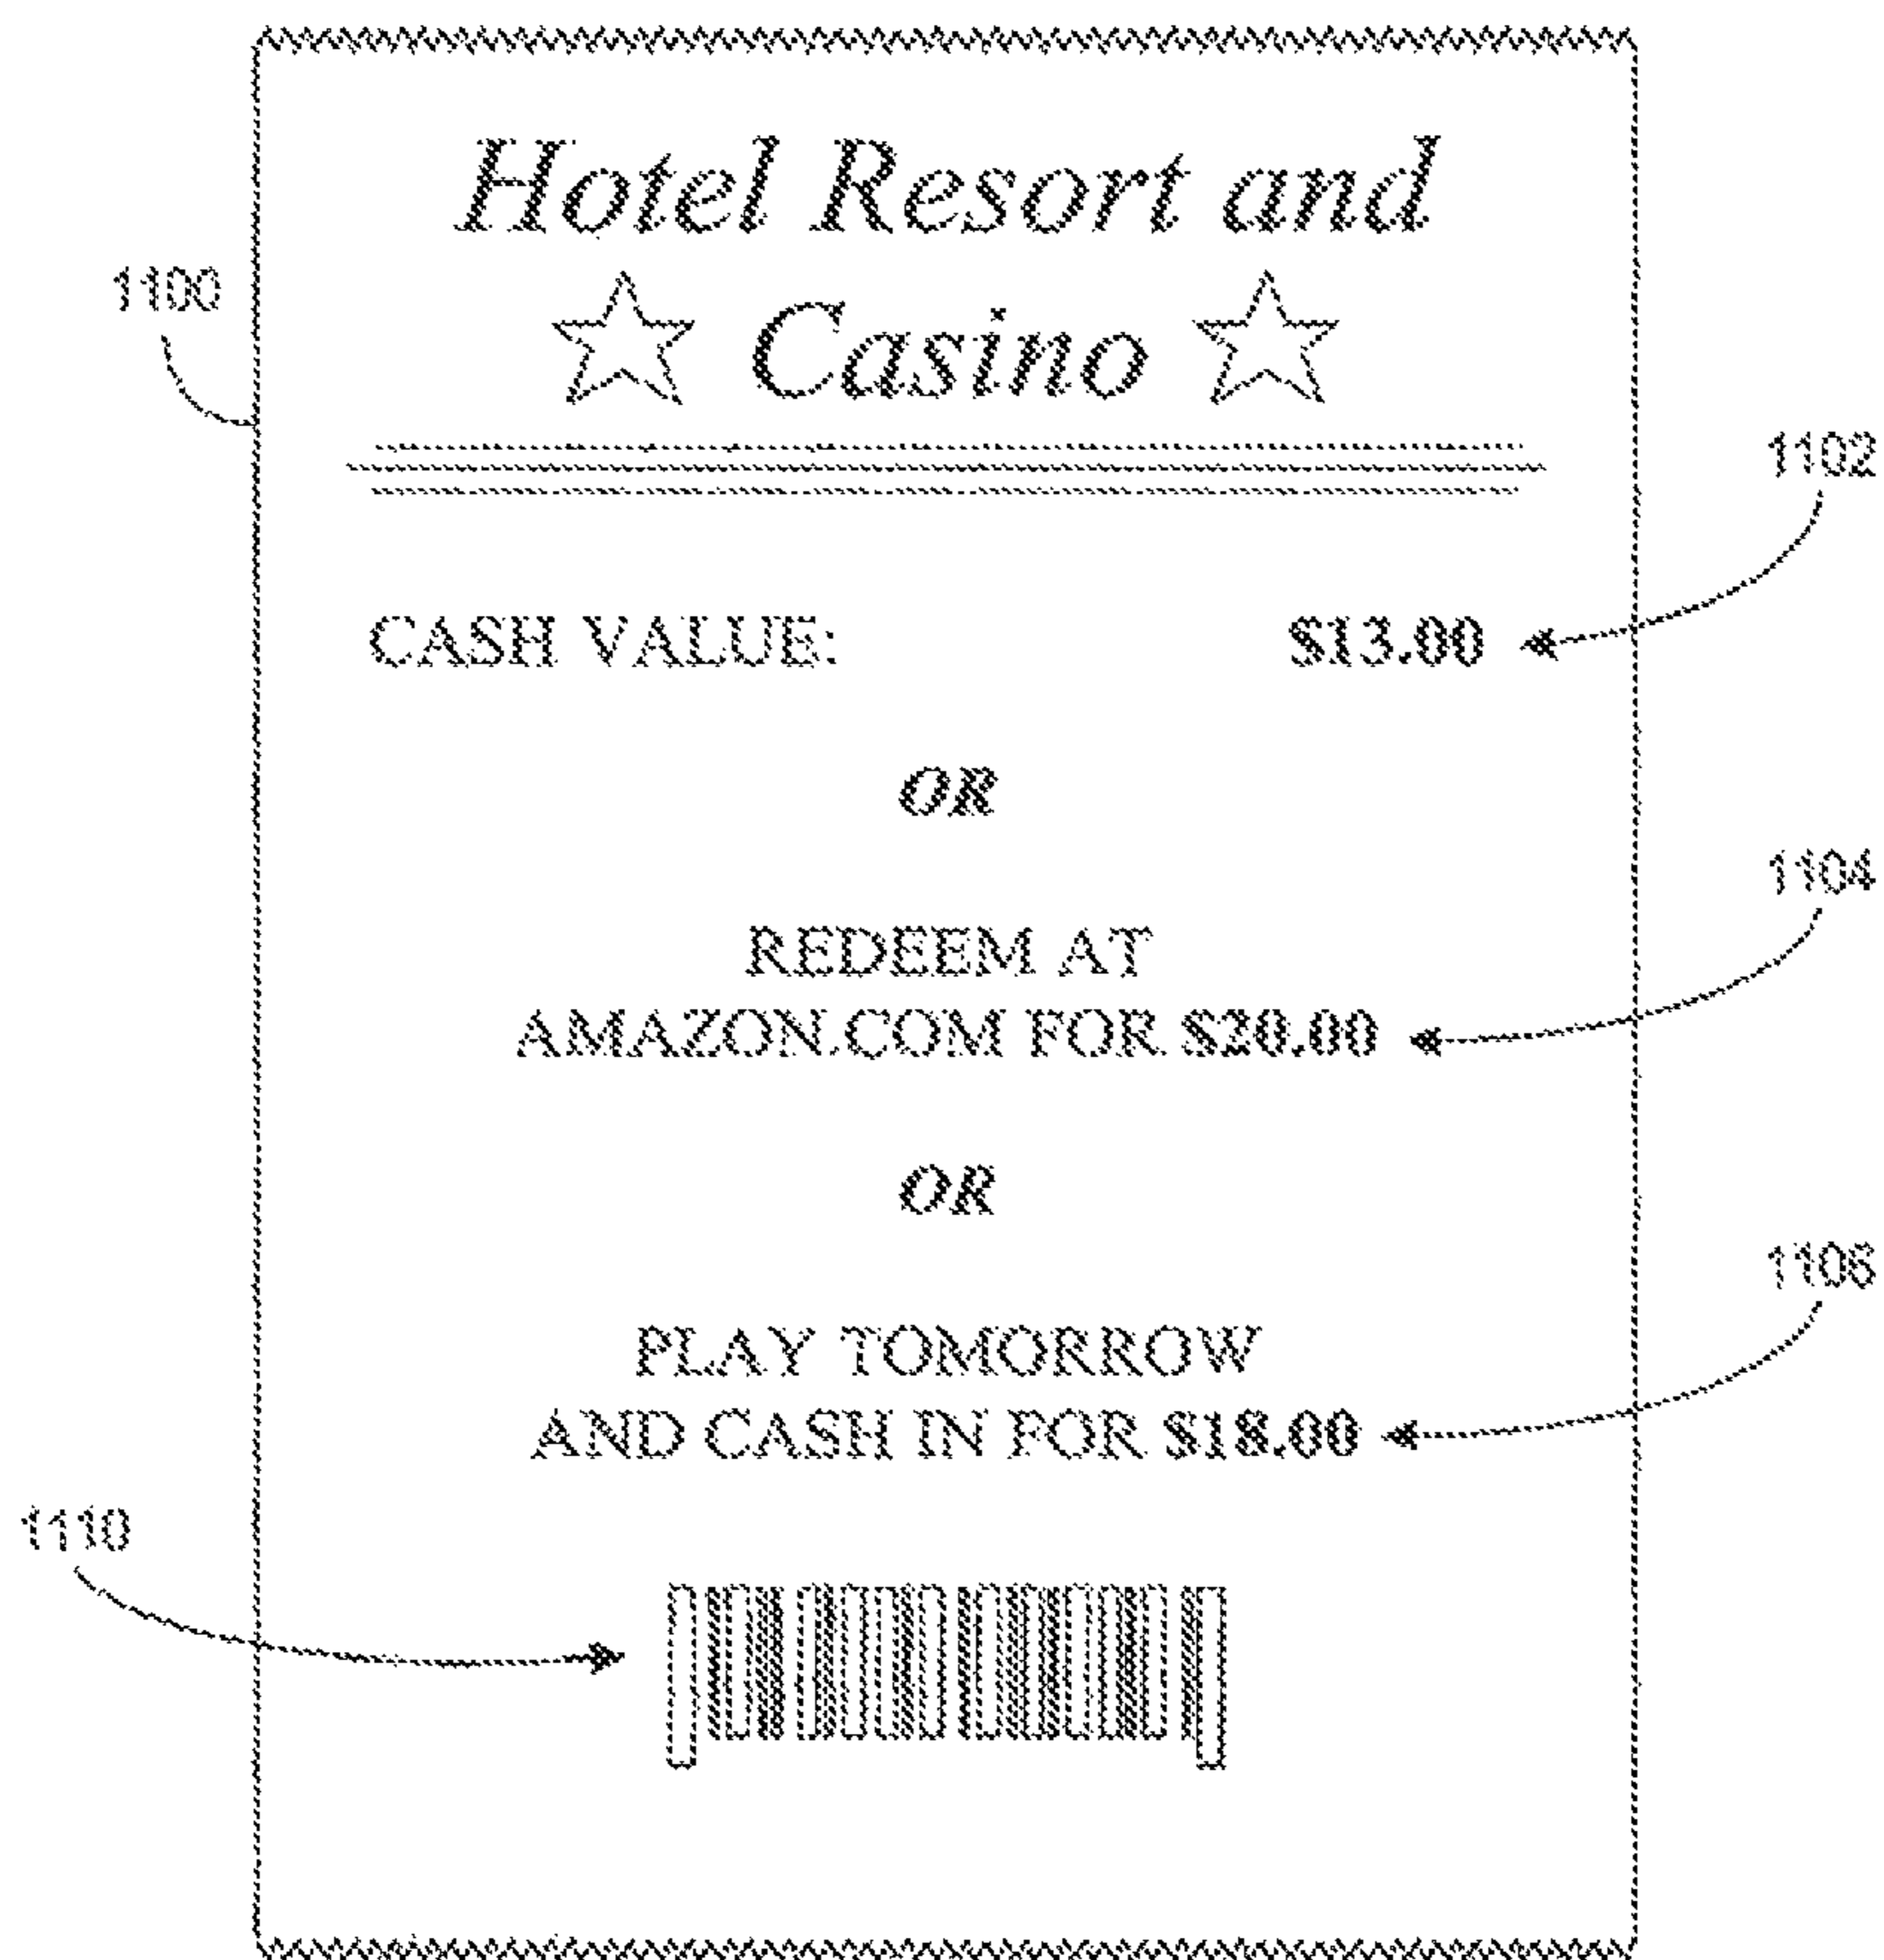 Hotel Resort and
1100
☆ Casino ☆
1102
CASH VALUE: $13.00
OR
1104
REDEEM AT
AMAZON.COM FOR $20.00
OR
1106
PLAY TOMORROW
AND CASH IN FOR $18.00
1110